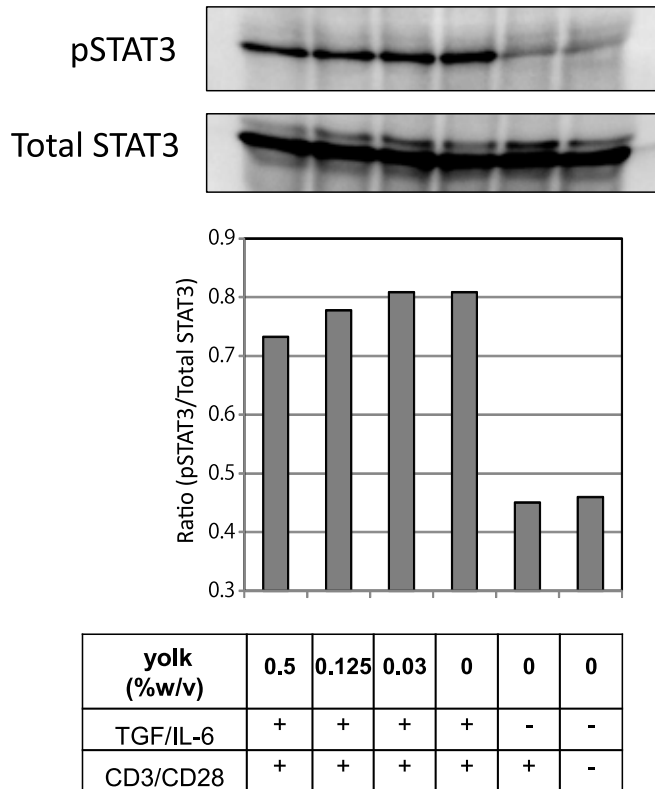 pSTAT3
Total STAT3
Ratio (pSTAT3/Total STAT3)
0.9
0.8
0.7
0.6
0.5
0.4
0.3
yolk (%w/v) 0.5 0.125 0.03 0 0 0
TGF/IL-6 + + + + - -
CD3/CD28 + + + + + -